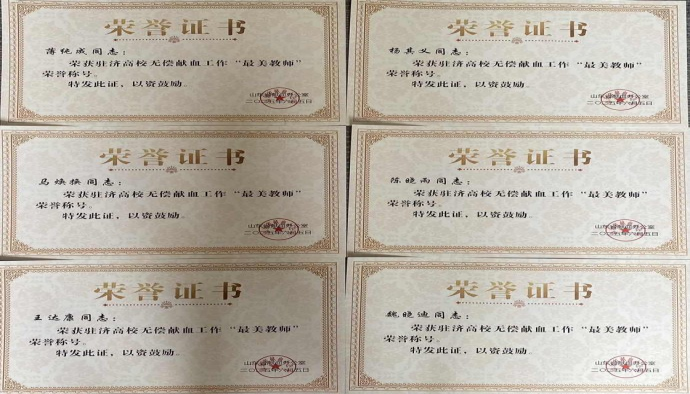 荣誉证书
薄纯成同志：
荣获驻济高校无偿献血工作“最美教师”
荣誉称号。
特发此证，以资鼓励。
荣誉证书
杨其义同志：
荣获驻济高校无偿献血工作“最美教师”
荣誉称号。
特发此证，以资鼓励。
荣誉证书
马焕焕同志：
荣获驻济高校无偿献血工作“最美教师”
荣誉称号。
特发此证，以资鼓励。
荣誉证书
陈晓雨同志：
荣获驻济高校无偿献血工作“最美教师”
荣誉称号。
特发此证，以资鼓励。
荣誉证书
王达康同志：
荣获驻济高校无偿献血工作“最美教师”
荣誉称号。
特发此证，以资鼓励。
荣誉证书
魏晓迪同志：
荣获驻济高校无偿献血工作“最美教师”
荣誉称号。
特发此证，以资鼓励。